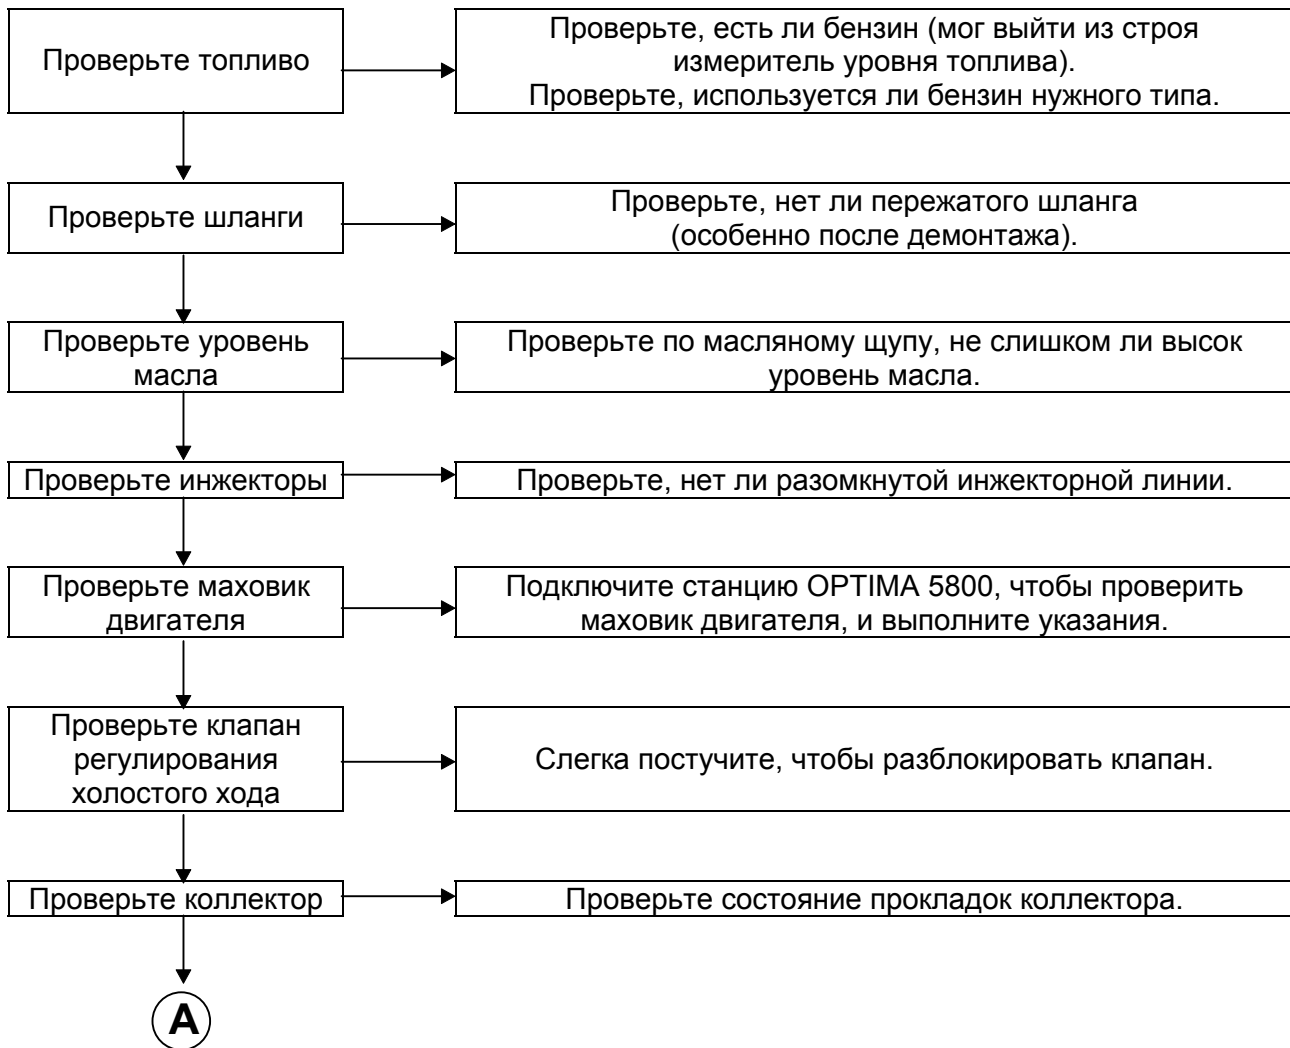 Проверьте топливо
Проверьте, есть ли бензин (мог выйти из строя
измеритель уровня топлива).
Проверьте, используется ли бензин нужного типа.
Проверьте шланги
Проверьте, нет ли пережатого шланга
(особенно после демонтажа).
Проверьте уровень
масла
Проверьте по масляному щупу, не слишком ли высок
уровень масла.
Проверьте инжекторы
Проверьте, нет ли разомкнутой инжекторной линии.
Проверьте маховик
двигателя
Подключите станцию OPTIMA 5800, чтобы проверить
маховик двигателя, и выполните указания.
Проверьте клапан
регулирования
холостого хода
Слегка постучите, чтобы разблокировать клапан.
Проверьте коллектор
Проверьте состояние прокладок коллектора.
A